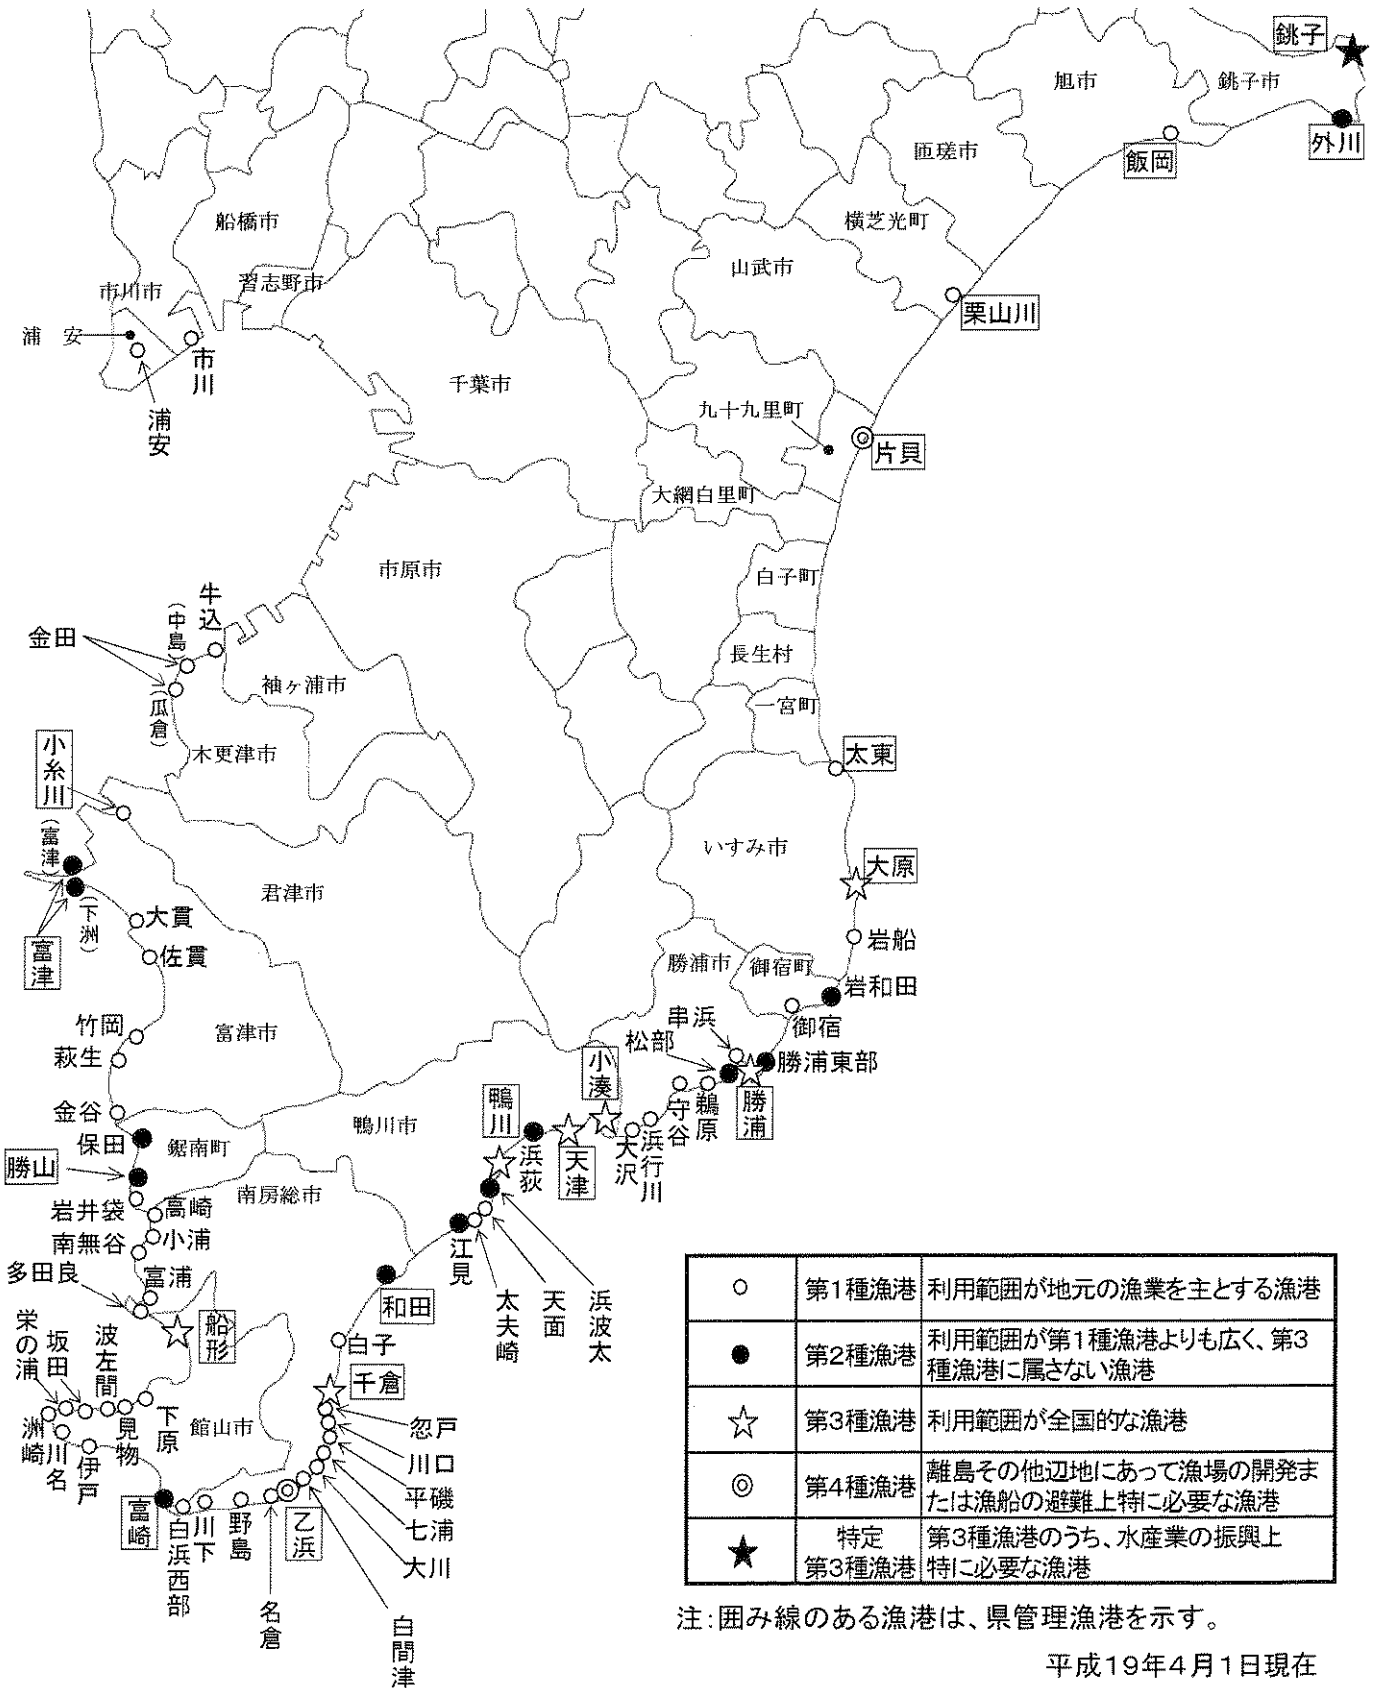 銚子
旭市
銚子市
外川
飯岡
匝瑳市
横芝光町
船橋市
山武市
習志野市
市川市
栗山川
浦安
市川
浦安
千葉市
九十九里町
片貝
大網白里町
市原市
白子町
牛込
(中島)
金田
(瓜倉)
長生村
袖ヶ浦市
一宮町
木更津市
太東
小糸川
(富津)
いすみ市
大原
君津市
(下洲)
大貫
富津
佐貫
岩船
勝浦市
御宿町
岩和田
竹岡
富津市
串浜
御宿
萩生
松部
勝浦東部
小湊
金谷
鴨川
守谷
鵜原
勝浦
保田
鋸南町
鴨川市
浜荻
天津
大沢
浜行川
勝山
南房総市
岩井袋
高崎
南無谷
小浦
江見
多田良
富浦
和田
太夫崎
天面
浜波太
船形
栄の浦
坂田
波左間
白子
千倉
洲崎
川名
伊戸
見物
下原
館山市
忽戸
川口
平磯
七浦
大川
富崎
白浜西部
川下
野島
名倉
乙浜
白間津
○ 第1種漁港 利用範囲が地元の漁業を主とする漁港
● 第2種漁港 利用範囲が第1種漁港よりも広く、第3
種漁港に属さない漁港
☆ 第3種漁港 利用範囲が全国的な漁港
◎ 第4種漁港 離島その他辺地にあって漁場の開発ま
たは漁船の避難上特に必要な漁港
★ 特定 第3種漁港 第3種漁港のうち、水産業の振興上
特に必要な漁港
注:囲み線のある漁港は、県管理漁港を示す。
平成19年4月1日現在